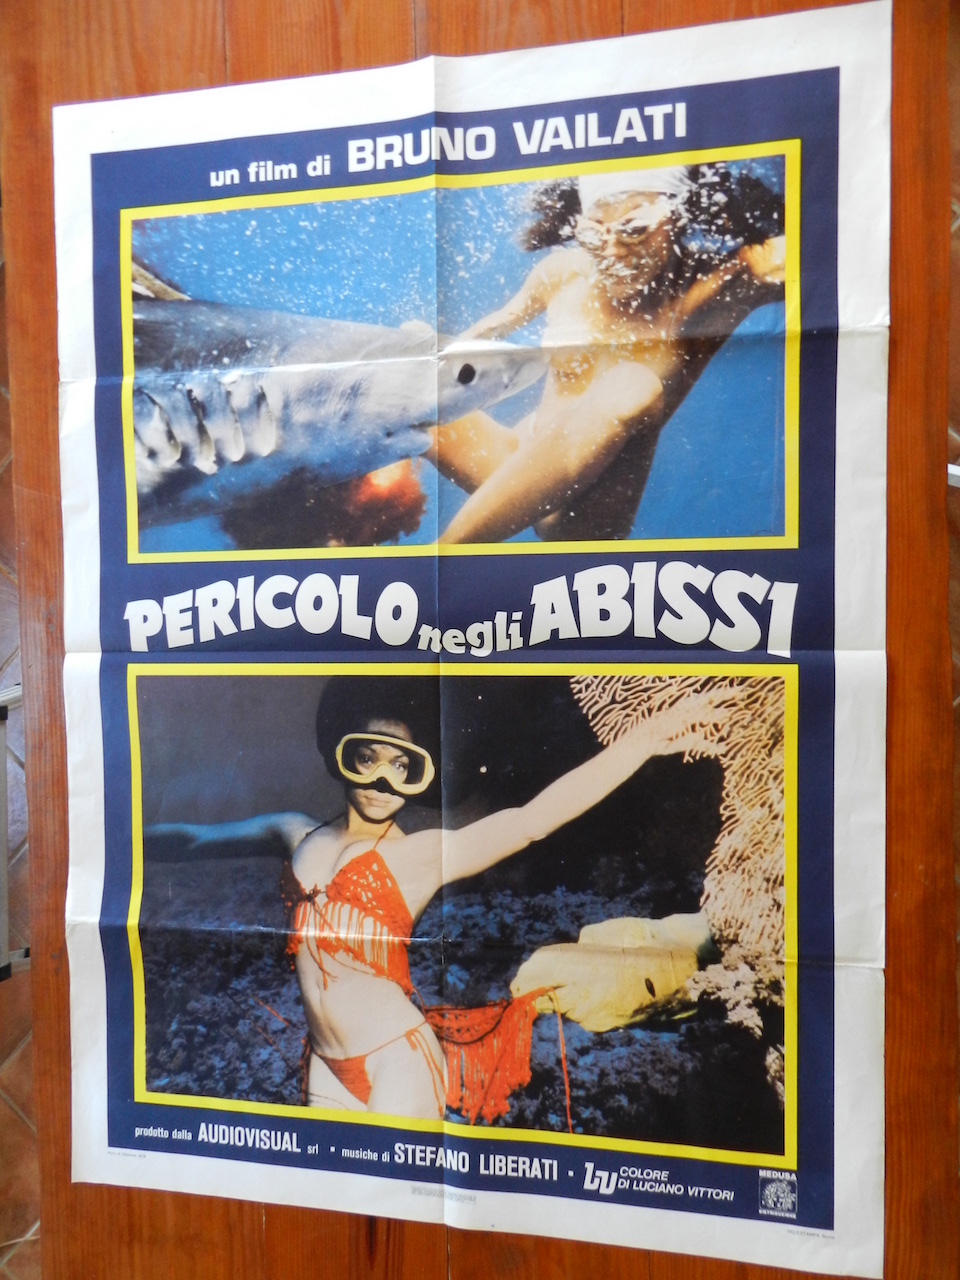 un film di BRUNO VAILATI
PERICOLO negli ABISSI
prodotto dalla AUDIOVISUAL srl • musiche di STEFANO LIBERATI • LV COLORE
DI LUCIANO VITTORI
MEDUSA
DISTRIBUZIONE